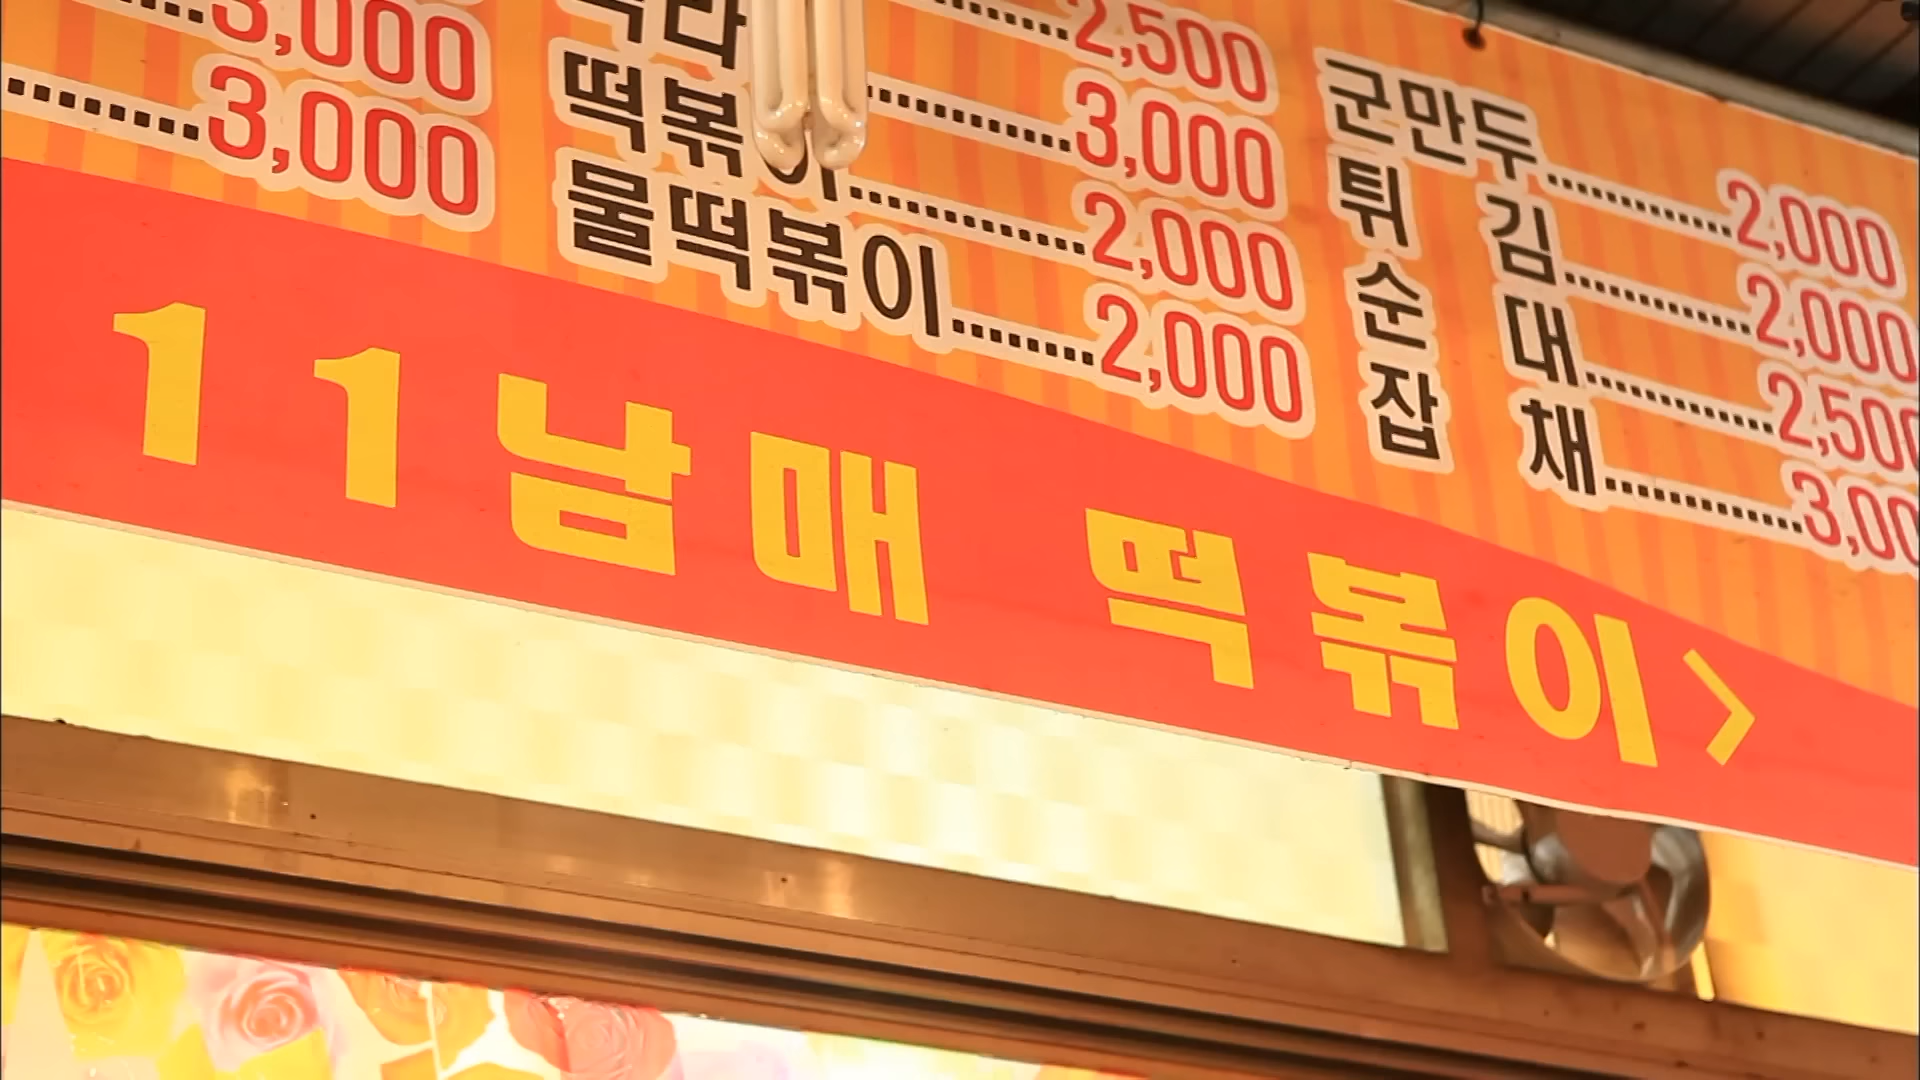 3,000
3,000
2,500
3,000
떡볶이 2,000
물떡볶이 2,000
군만두 2,000
튀김 2,000
순대 2,500
잡채 3,00
11남매 떡볶이>